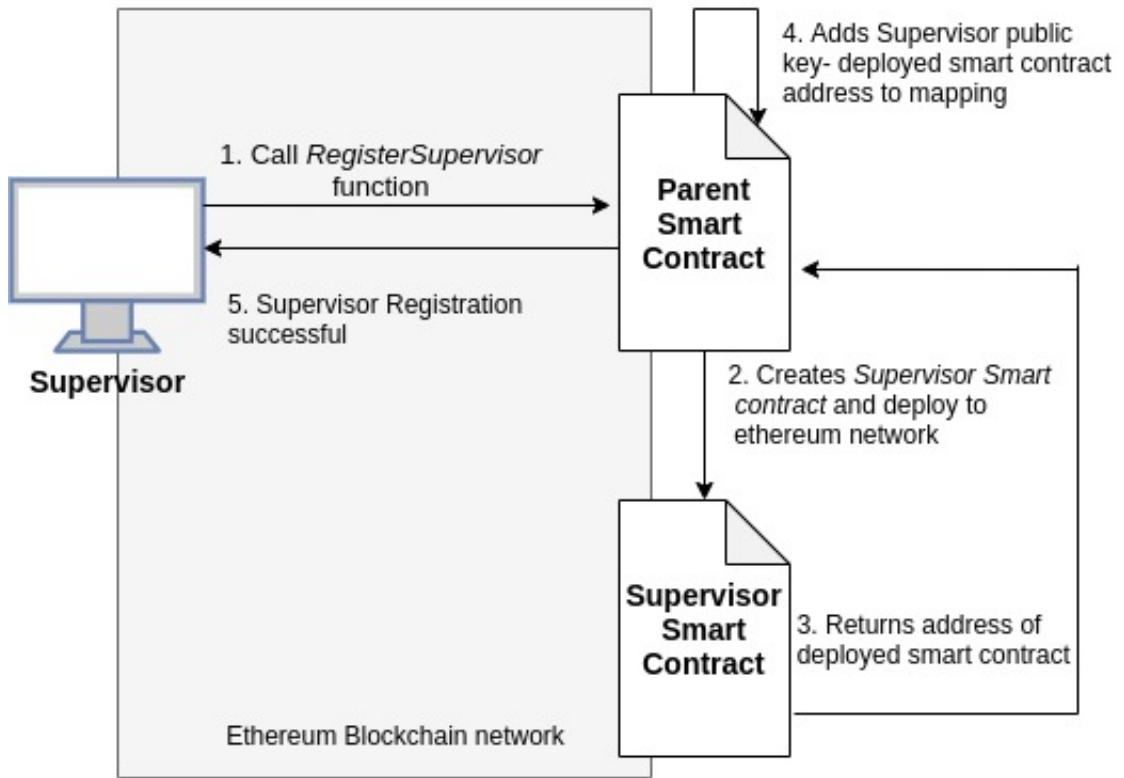 4. Adds Supervisor public
key- deployed smart contract
address to mapping
1. Call RegisterSupervisor
function
Parent
Smart
Contract
5. Supervisor Registration
successful
Supervisor
2. Creates Supervisor Smart
contract and deploy to
ethereum network
Supervisor
Smart
Contract
3. Returns address of
deployed smart contract
Ethereum Blockchain network